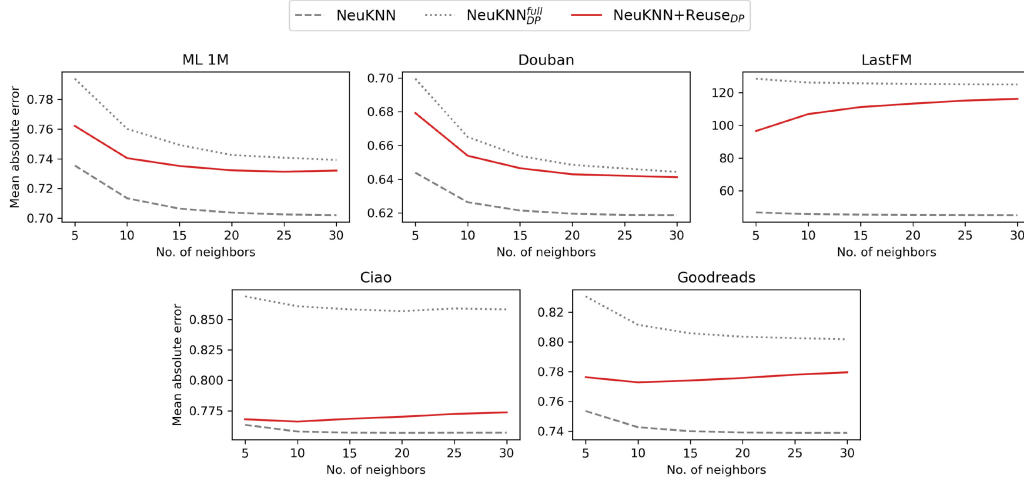 NeuKNN NeuKNN^{full}_{DP} NeuKNN+Reuse_{DP}
ML 1M
Mean absolute error
0.78
0.76
0.74
0.72
0.70
5 10 15 20 25 30
No. of neighbors
Douban
0.70
0.68
0.66
0.64
0.62
5 10 15 20 25 30
No. of neighbors
LastFM
120
100
80
60
5 10 15 20 25 30
No. of neighbors
Ciao
Mean absolute error
0.850
0.825
0.800
0.775
5 10 15 20 25 30
No. of neighbors
Goodreads
0.82
0.80
0.78
0.76
0.74
5 10 15 20 25 30
No. of neighbors